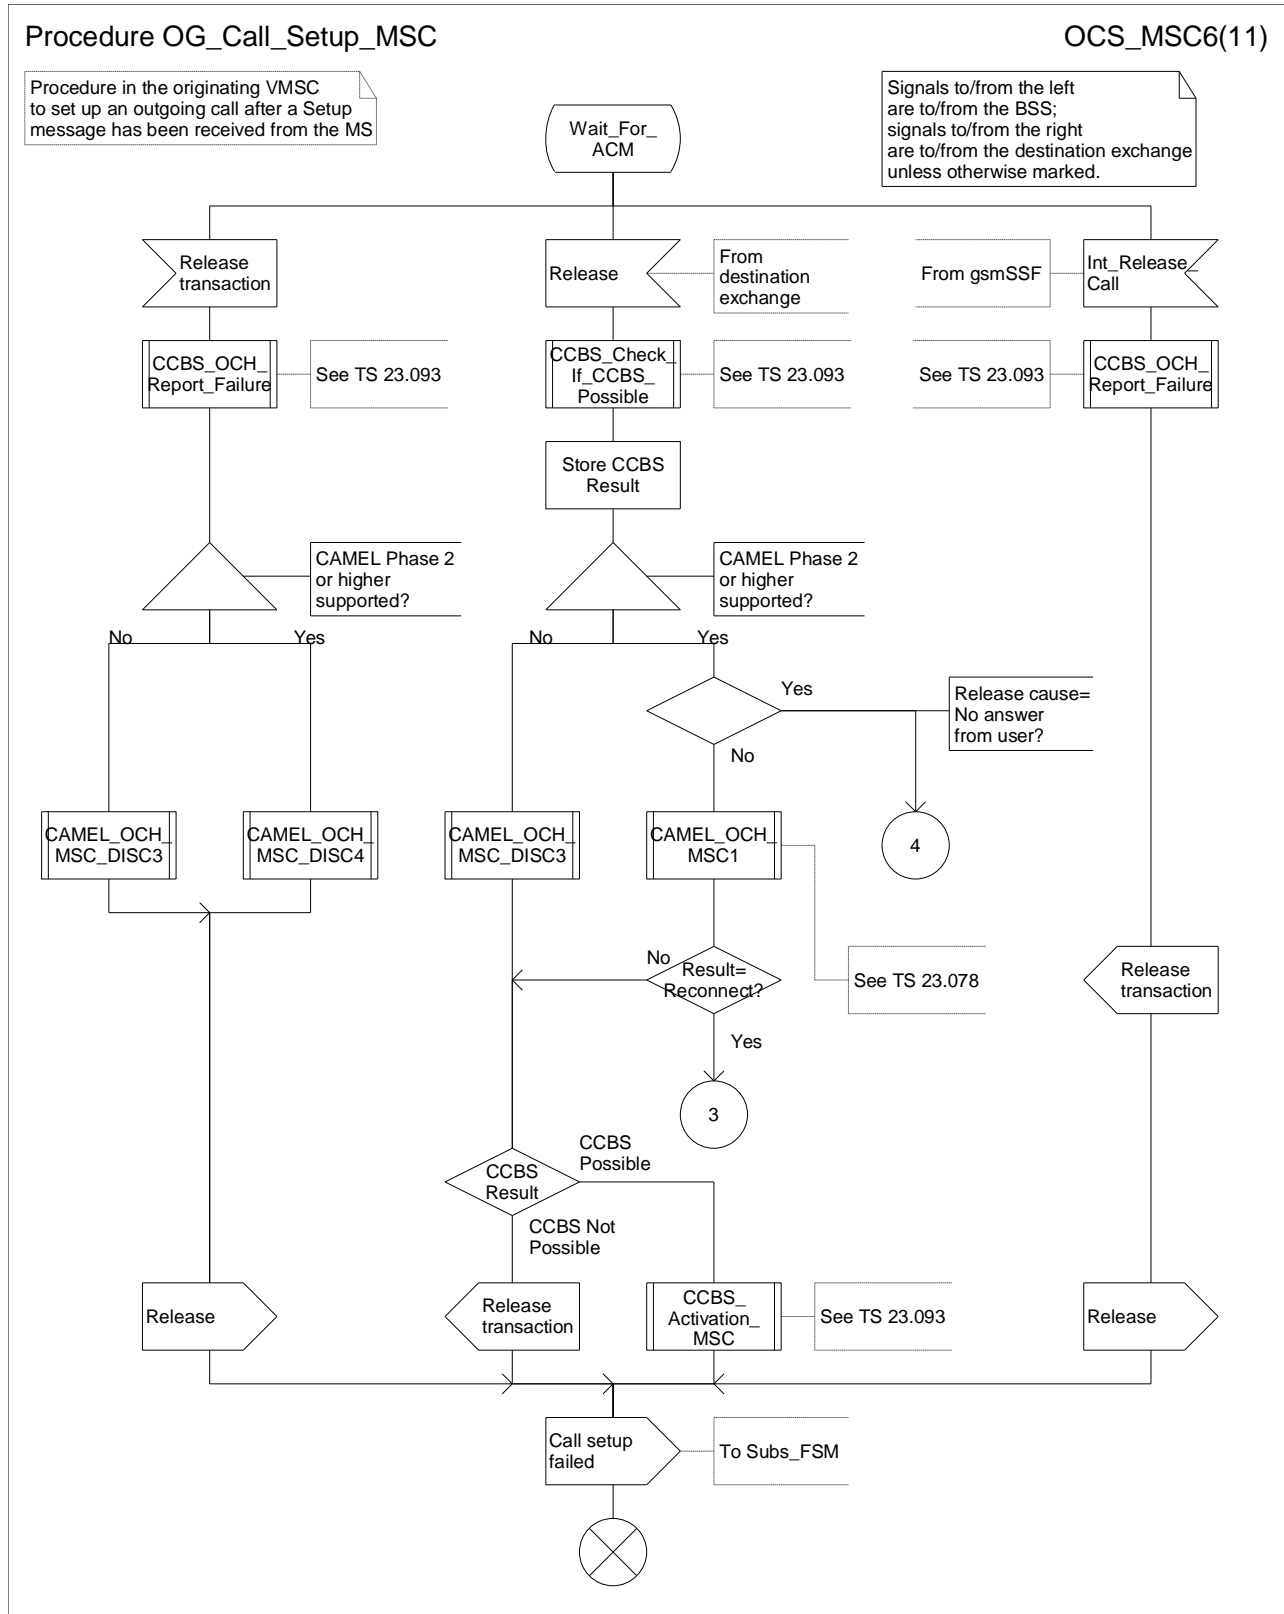 Procedure OG_Call_Setup_MSC
OCS_MSC6(11)
Procedure in the originating VMSC
to set up an outgoing call after a Setup
message has been received from the MS
Signals to/from the left
are to/from the BSS;
signals to/from the right
are to/from the destination exchange
unless otherwise marked.
Wait_For_
ACM
Release
transaction
Release
From
destination
exchange
From gsmSSF
Int_Release_
Call
CCBS_OCH_
Report_Failure
See TS 23.093
CCBS_Check_
If_CCBS_
Possible
See TS 23.093
See TS 23.093
CCBS_OCH_
Report_Failure
Store CCBS
Result
CAMEL Phase 2
or higher
supported?
CAMEL Phase 2
or higher
supported?
No
Yes
No
Yes
Yes
Release cause=
No answer
from user?
No
CAMEL_OCH_
MSC_DISC3
CAMEL_OCH_
MSC_DISC4
CAMEL_OCH_
MSC_DISC3
CAMEL_OCH_
MSC1
4
No
Result=
Reconnect?
See TS 23.078
Release
transaction
Yes
3
CCBS
Possible
CCBS
Result
CCBS Not
Possible
Release
Release
transaction
CCBS_
Activation_
MSC
See TS 23.093
Release
Call setup
failed
To Subs_FSM